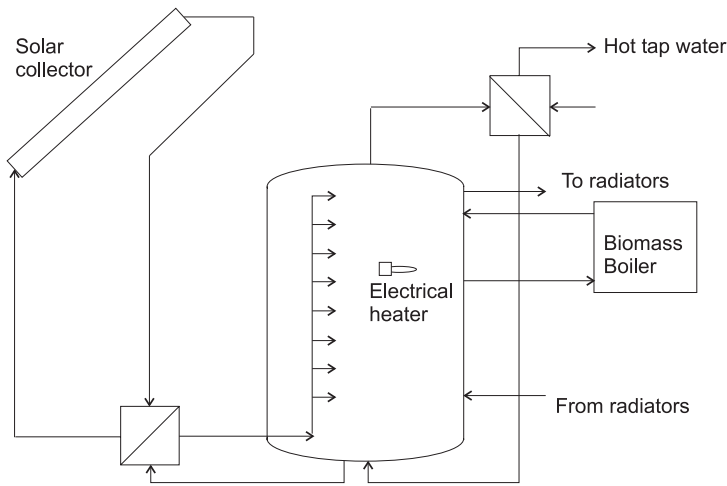 Solar
collector
Hot tap water
To radiators
Biomass
Boiler
Electrical
heater
From radiators